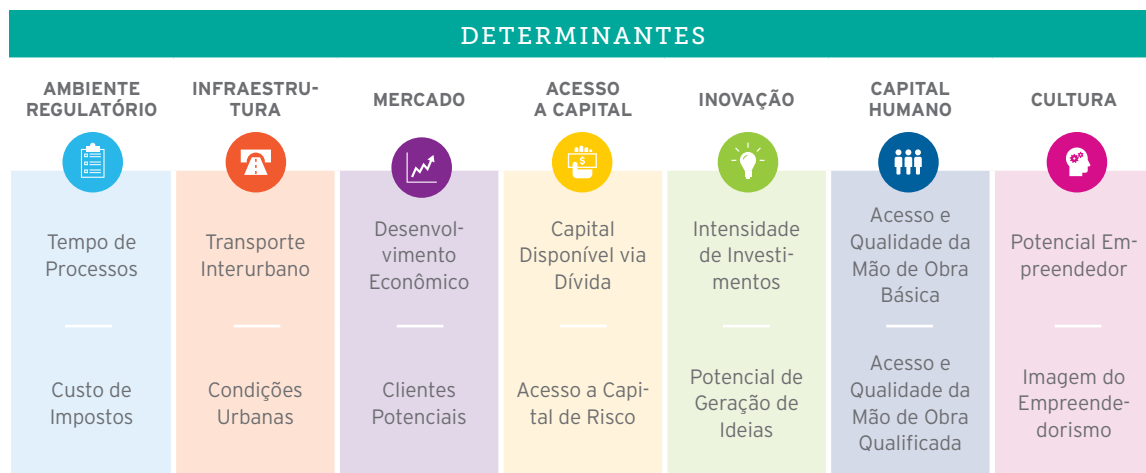 DETERMINANTES
AMBIENTE
REGULATÓRIO
INFRAESTRU-
TURA
MERCADO
ACESSO
A CAPITAL
INOVAÇÃO
CAPITAL
HUMANO
CULTURA
$
Tempo de
Processos
Transporte
Interurbano
Desenvol-
vimento
Econômico
Capital
Disponível via
Dívida
Intensidade
de Investi-
mentos
Acesso e
Qualidade da
Mão de Obra
Básica
Potencial Em-
preendedor
Custo de
Impostos
Condições
Urbanas
Clientes
Potenciais
Acesso a Capi-
tal de Risco
Potencial de
Geração de
Ideias
Acesso e
Qualidade da
Mão de Obra
Qualificada
Imagem do
Empreende-
dorismo